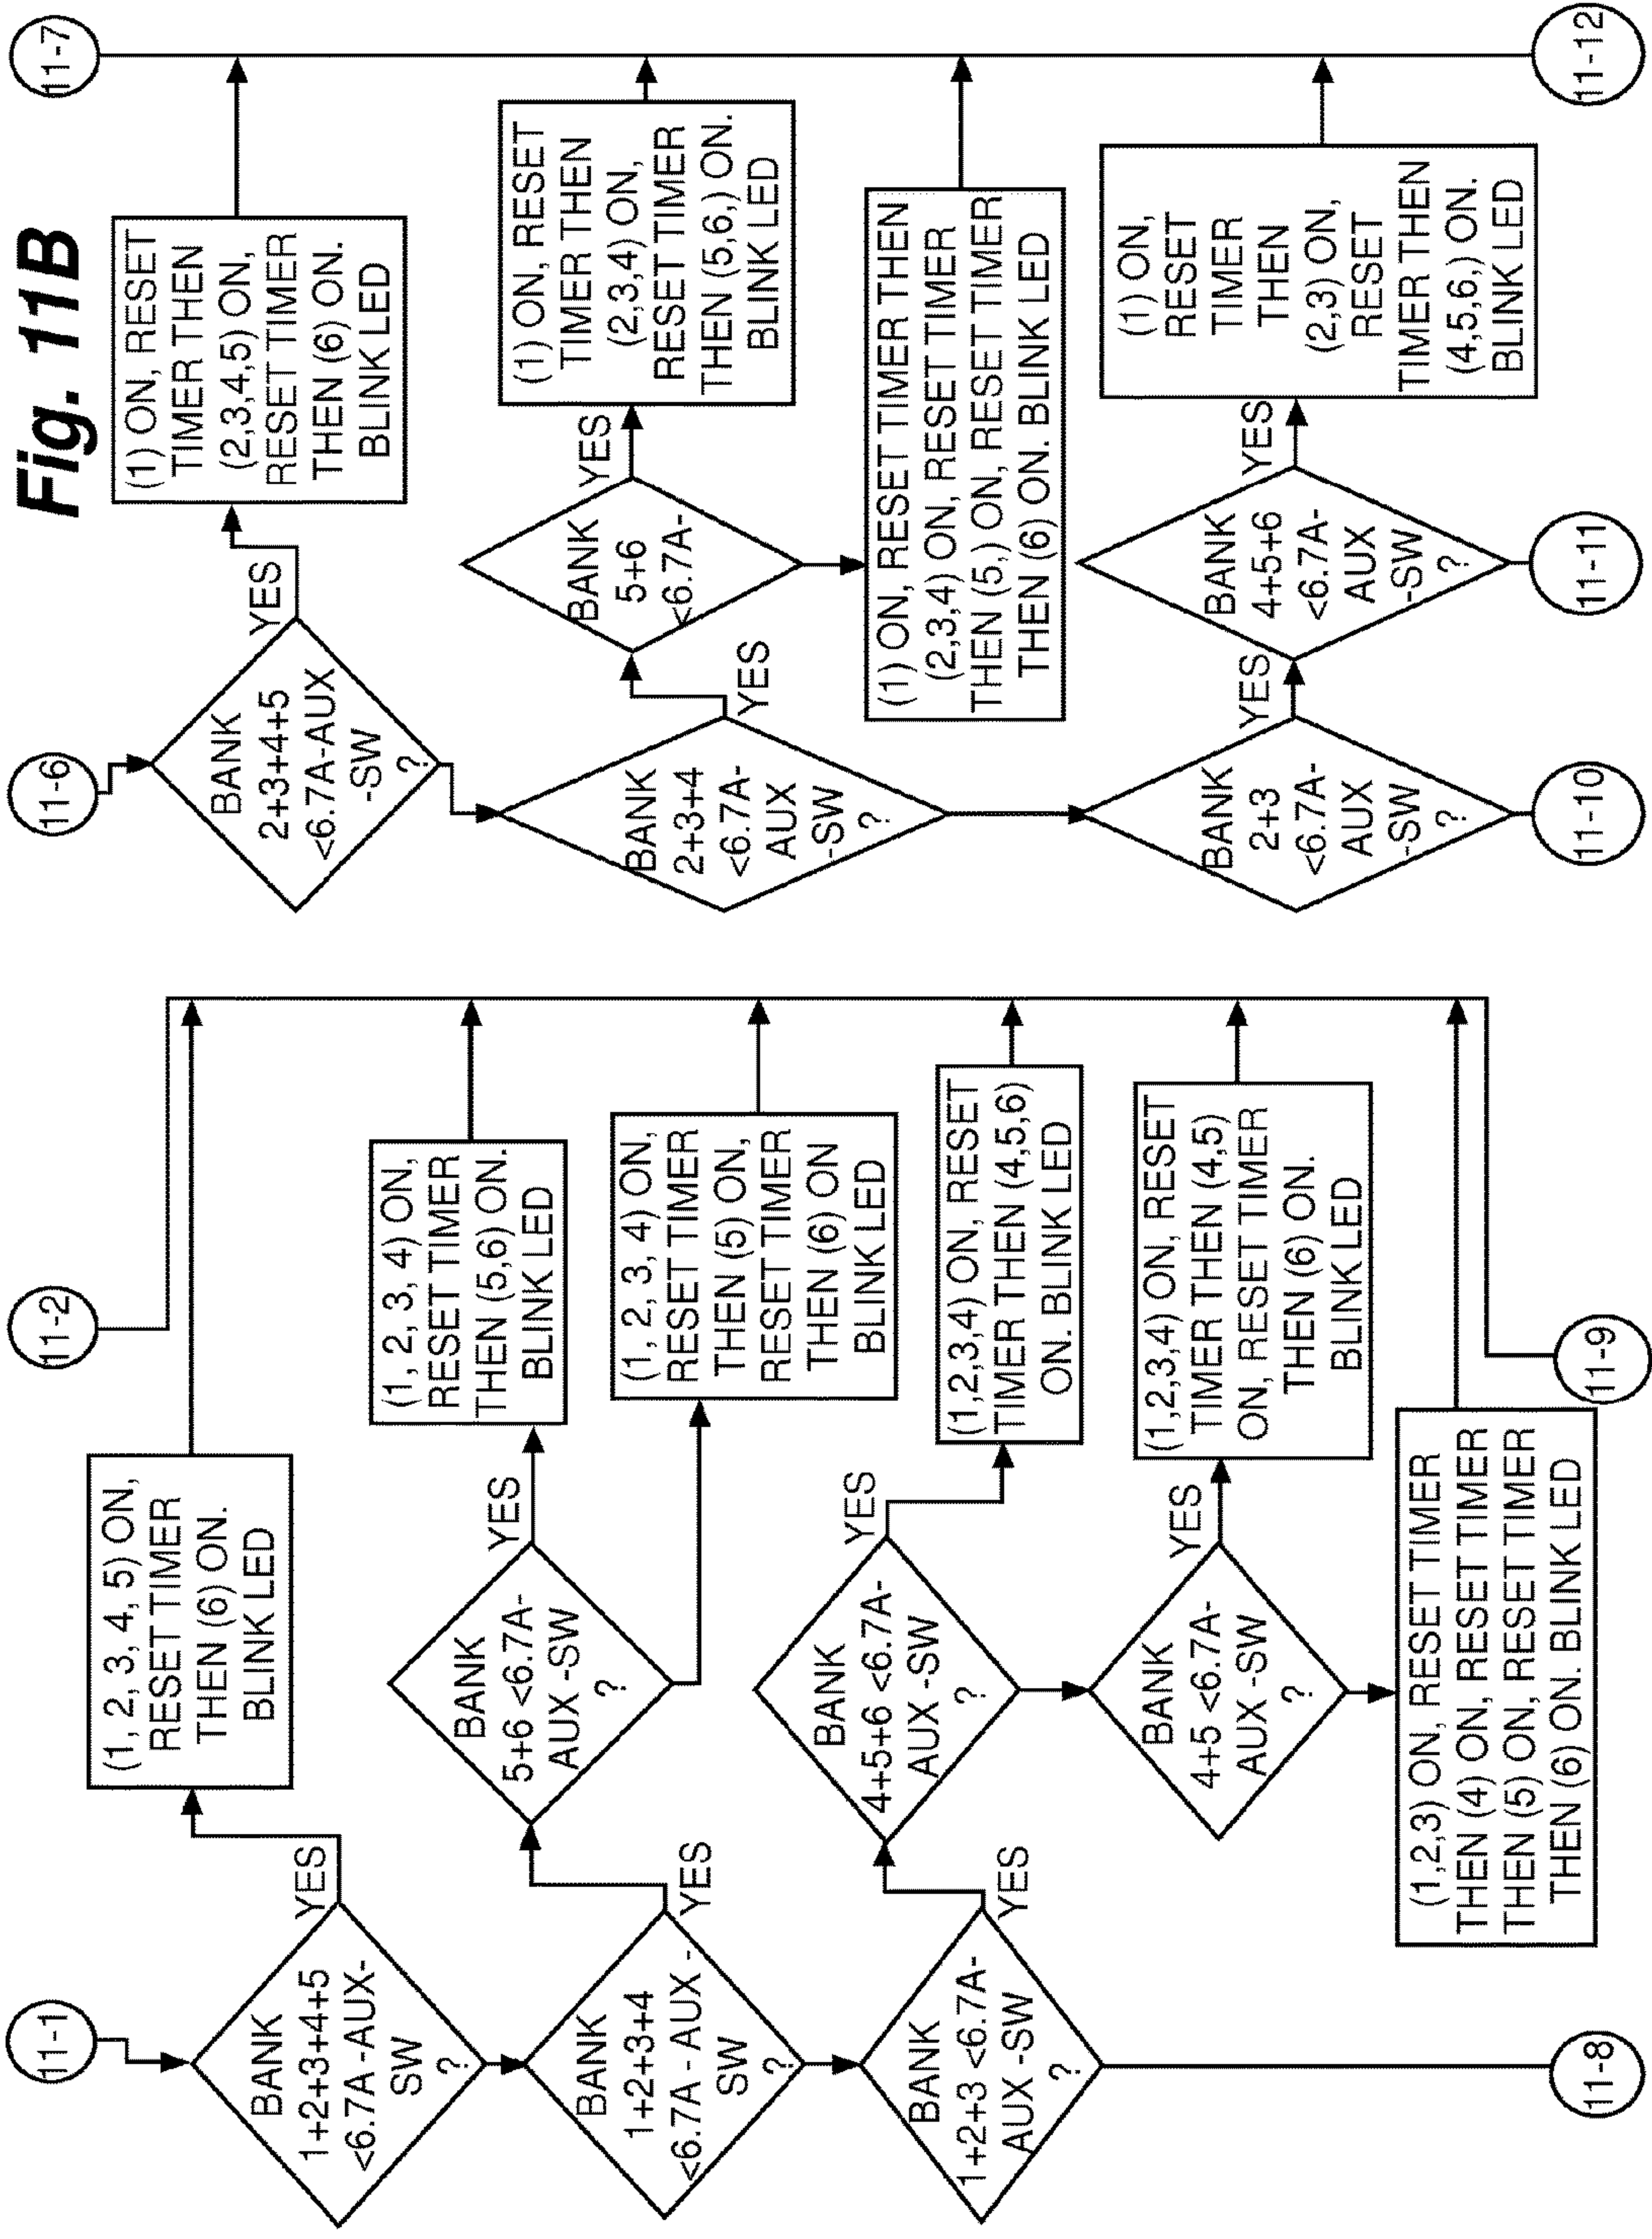 Fig. 11B
11-1
BANK
1+2+3+4+5
<6.7A -AUX-
SW
?
YES
(1, 2, 3, 4, 5) ON,
RESET TIMER
THEN (6) ON.
BLINK LED
11-2
BANK
1+2+3+4
<6.7A - AUX -
SW
?
YES
BANK
5+6 <6.7A-
AUX -SW
?
YES
(1, 2, 3, 4) ON,
RESET TIMER
THEN (5,6) ON.
BLINK LED
(1, 2, 3, 4) ON,
RESET TIMER
THEN (5) ON,
RESET TIMER
THEN (6) ON
BLINK LED
BANK
1+2+3 <6.7A-
AUX -SW
?
YES
BANK
4+5+6 <6.7A-
AUX -SW
?
YES
(1,2,3,4) ON, RESET
TIMER THEN (4,5,6)
ON. BLINK LED
BANK
4+5 <6.7A-
AUX -SW
?
YES
(1,2,3,4) ON, RESET
TIMER THEN (4,5)
ON, RESET TIMER
THEN (6) ON.
BLINK LED
(1,2,3) ON, RESET TIMER
THEN (4) ON, RESET TIMER
THEN (5) ON, RESET TIMER
THEN (6) ON. BLINK LED
11-8
11-9
11-6
BANK
2+3+4+5
<6.7A-AUX
-SW
?
YES
(1) ON, RESET
TIMER THEN
(2,3,4,5) ON,
RESET TIMER
THEN (6) ON.
BLINK LED
11-7
BANK
2+3+4
<6.7A-
AUX
-SW
?
YES
BANK
5+6
<6.7A-
YES
(1) ON, RESET
TIMER THEN
(2,3,4) ON,
RESET TIMER
THEN (5,6,) ON.
BLINK LED
(1) ON, RESET TIMER THEN
(2,3,4) ON, RESET TIMER
THEN (5,) ON, RESET TIMER
THEN (6) ON. BLINK LED
BANK
2+3
<6.7A-
AUX
-SW
?
YES
BANK
4+5+6
<6.7A-
AUX
-SW
?
YES
(1) ON,
RESET
TIMER
THEN
(2,3) ON,
RESET
TIMER THEN
(4,5,6,) ON.
BLINK LED
11-10
11-11
11-12